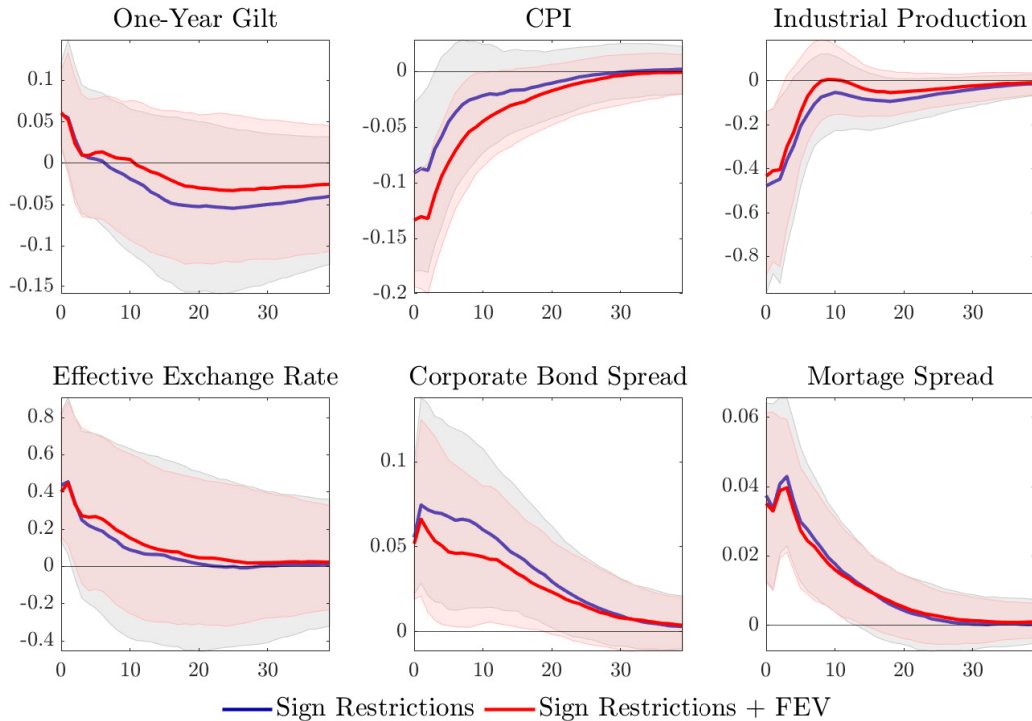 One-Year Gilt
CPI
Industrial Production
0.1
0.05
0
-0.05
-0.1
-0.15
0 10 20 30
0
-0.05
-0.1
-0.15
-0.2
0 10 20 30
0
-0.2
-0.4
-0.6
-0.8
0 10 20 30
Effective Exchange Rate
Corporate Bond Spread
Mortage Spread
0.8
0.6
0.4
0.2
0
-0.2
-0.4
0 10 20 30
0.1
0.05
0
0 10 20 30
0.06
0.04
0.02
0
0 10 20 30
Sign Restrictions
Sign Restrictions + FEV